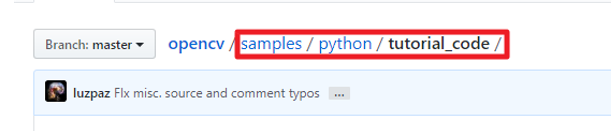 Branch: master opencv / samples / python / tutorial_code /
luzpaz FIx misc. source and comment typos ...